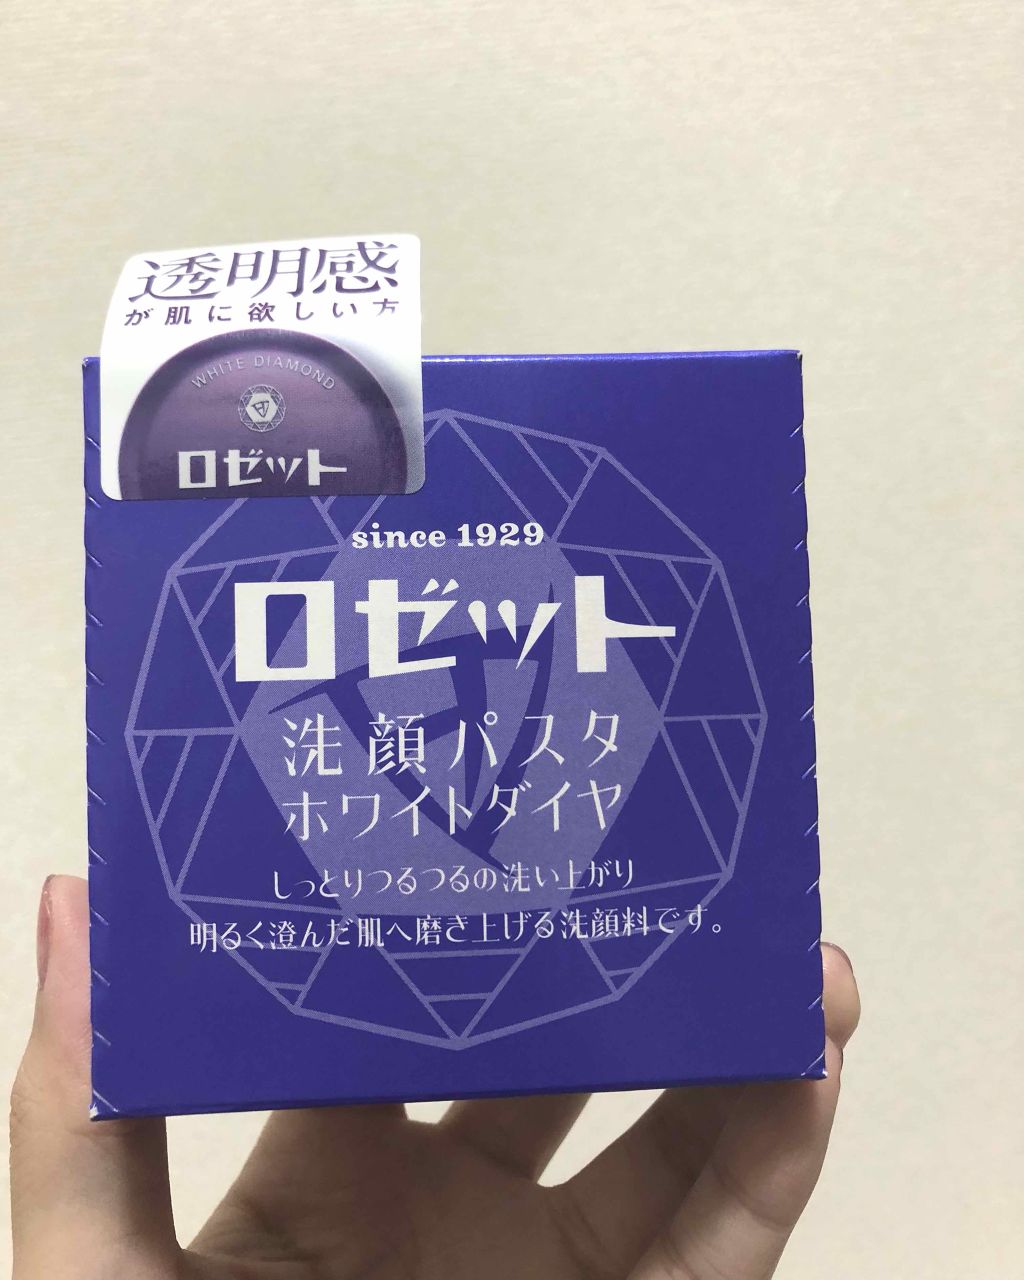 透明感
が肌に欲しい方
WHITE DIAMOND
ロゼット
since 1929
ロゼット
洗顔パスタ
ホワイトダイヤ
しっとりつるつるの洗い上がり
明るく澄んだ肌へ磨き上げる洗顔料です。